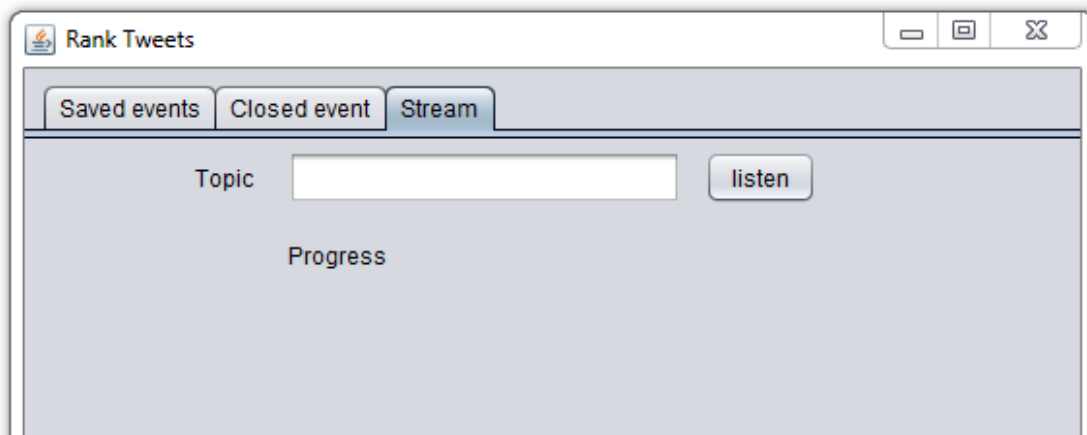 Rank Tweets
Saved events Closed event Stream
Topic listen
Progress